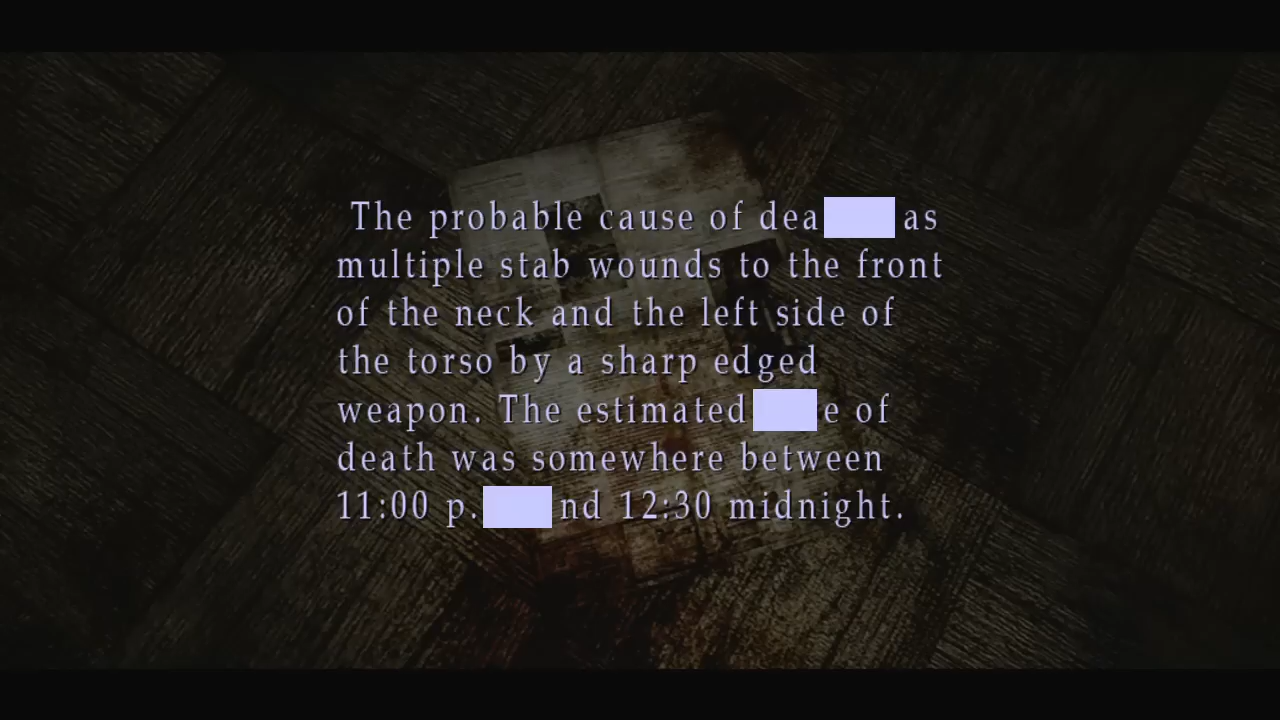 The probable cause of
multiple stab wounds to the front
of the neck and the left side of
the torso by a sharp edged
weapon. The estimated of
death was somewhere between
11:00 12:30 midnight.